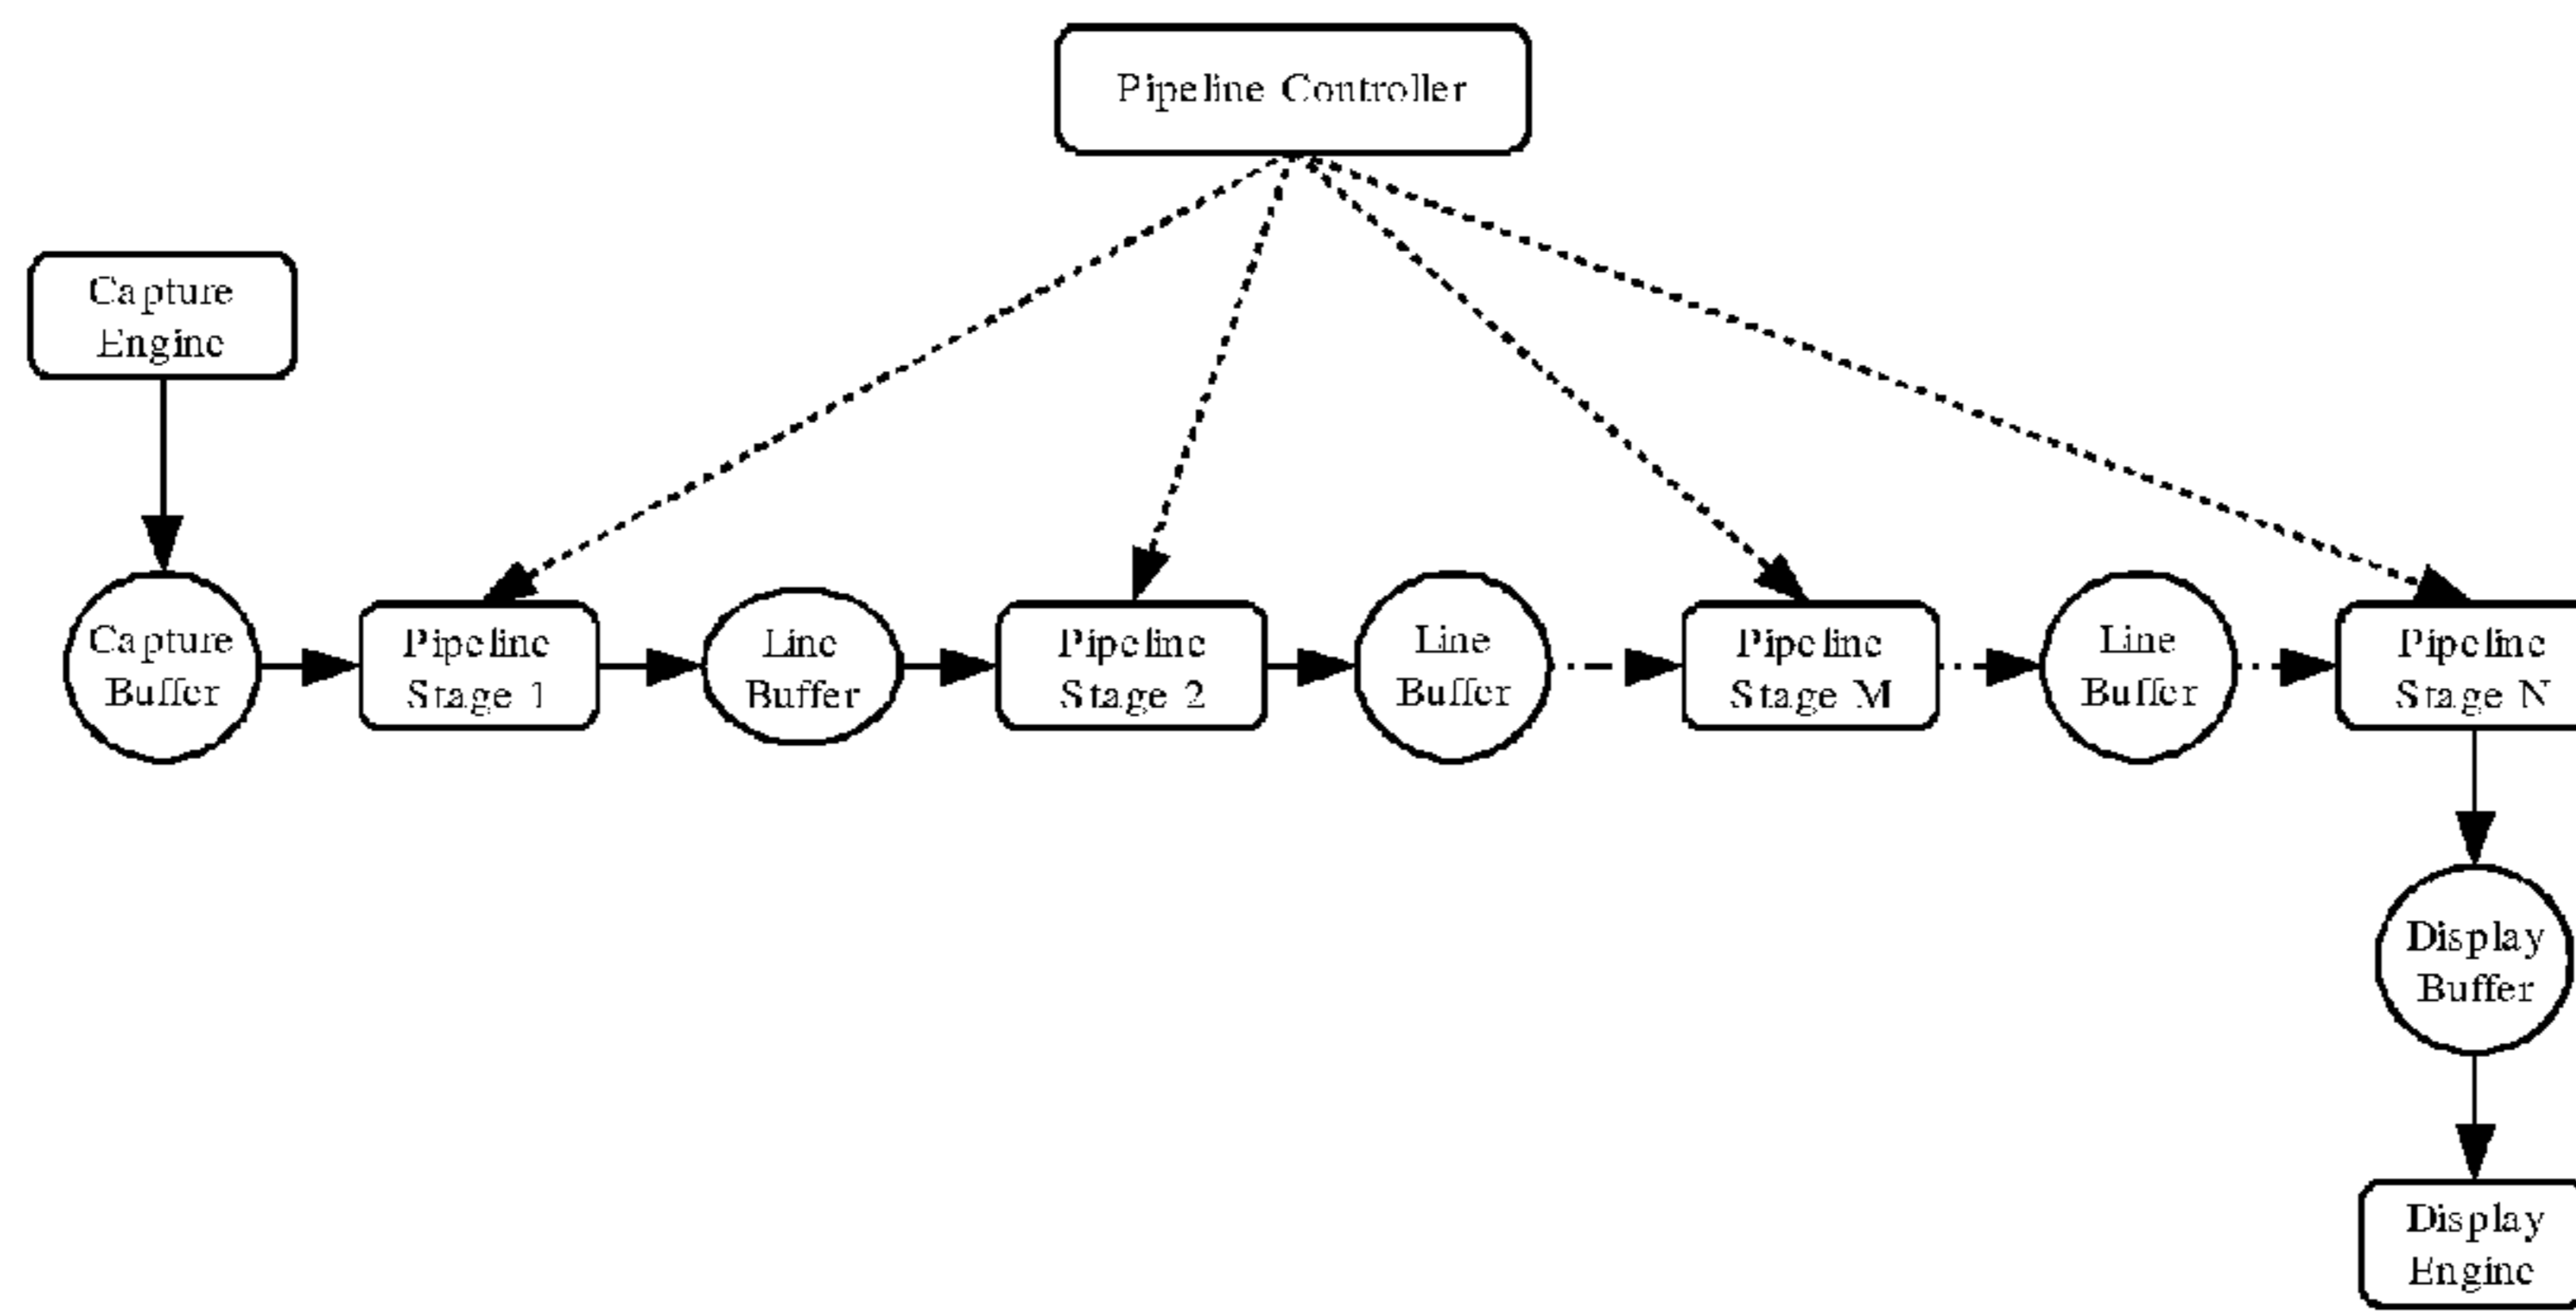 Pipeline Controller
Capture
Engine
Capture
Buffer
Pipeline
Stage 1
Line
Buffer
Pipeline
Stage 2
Line
Buffer
Pipeline
Stage M
Line
Buffer
Pipeline
Stage N
Display
Buffer
Display
Engine